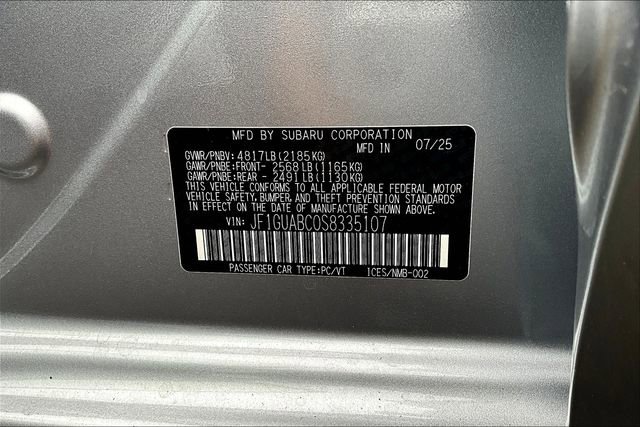 MFD BY SUBARU CORPORATION
MFD IN 07/25
GVWR/PNBV: 4817LB(2185KG)
GAWR/PNBE:FRONT- 2568LB(1165KG)
GAWR/PNBE:REAR - 2491LB(1130KG)
THIS VEHICLE CONFORMS TO ALL APPLICABLE FEDERAL MOTOR
VEHICLE SAFETY, BUMPER, AND THEFT PREVENTION STANDARDS
IN EFFECT ON THE DATE OF MANUFACTURE SHOWN ABOVE.
VIN: JF1GUABC0S8335107
PASSENGER CAR TYPE:PC/VT ICES/NMB-002